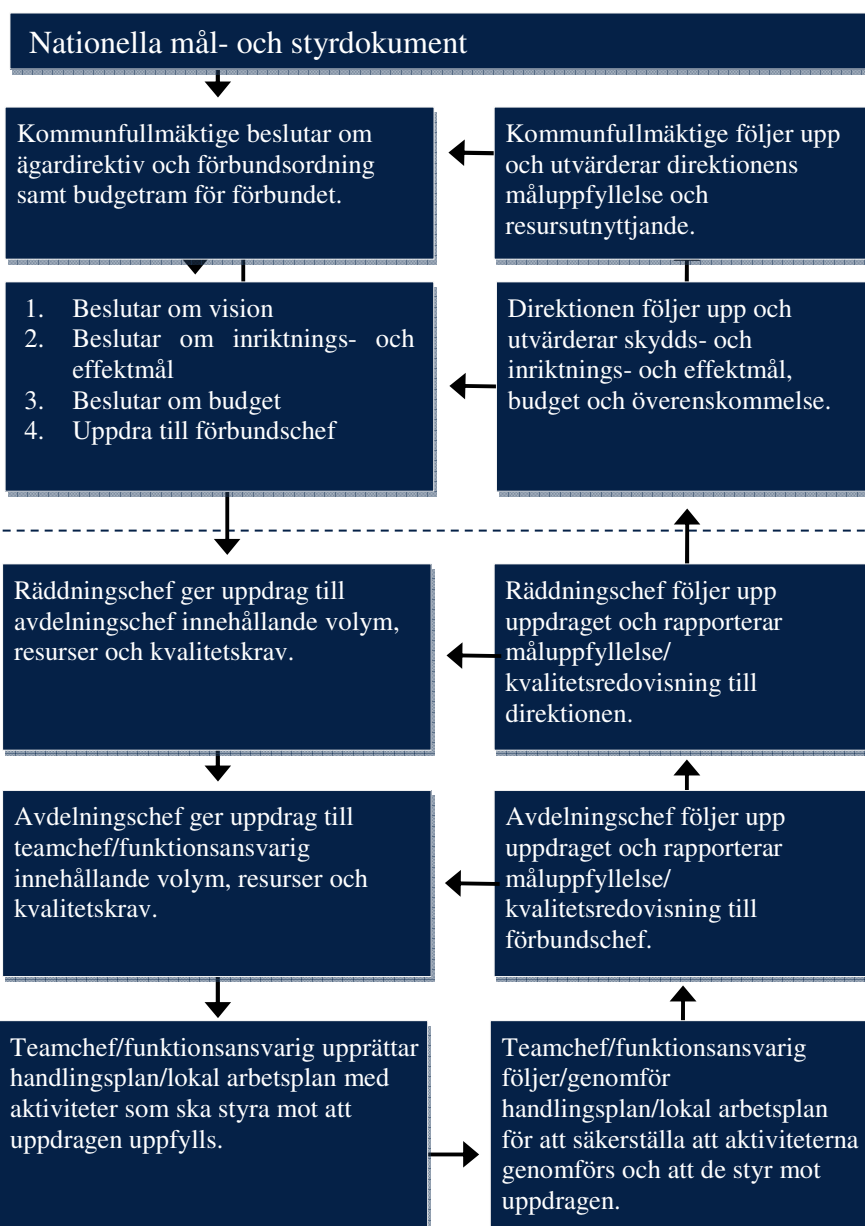 Nationella mål- och styrdokument
Kommunfullmäktige beslutar om
ägardirektiv och förbundsordning
samt budgetram för förbundet.
Kommunfullmäktige följer upp
och utvärderar direktionens
måluppfyllelse och
resursutnyttjande.
1. Beslutar om vision
2. Beslutar om inriktnings- och
effektmål
3. Beslutar om budget
4. Uppdra till förbundschef
Direktionen följer upp och
utvärderar skydds- och
inriktnings- och effektmål,
budget och överenskommelse.
Räddningschef ger uppdrag till
avdelningschef innehållande volym,
resurser och kvalitetskrav.
Räddningschef följer upp
uppdraget och rapporterar
måluppfyllelse/
kvalitetsredovisning till
direktionen.
Avdelningschef ger uppdrag till
teamchef/funktionsansvarig
innehållande volym, resurser och
kvalitetskrav.
Avdelningschef följer upp
uppdraget och rapporterar
måluppfyllelse/
kvalitetsredovisning till
förbundschef.
Teamchef/funktionsansvarig upprättar
handlingsplan/lokal arbetsplan med
aktiviteter som ska styra mot att
uppdragen uppfylls.
Teamchef/funktionsansvarig
följer/genomför
handlingsplan/lokal arbetsplan
för att säkerställa att aktiviteterna
genomförs och att de styr mot
uppdragen.